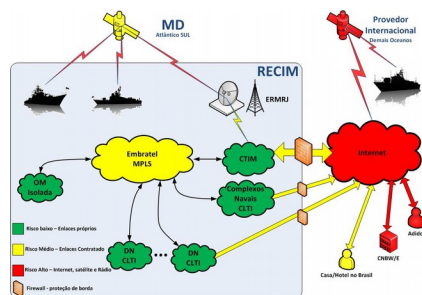 MD
Atlântico SUL
Provedor
Internacional
Demais Oceanos
RECIM
ERMRJ
Embratel
MPLS
CTIM
Internet
OM
Isolada
Complexos
Navais
CLTI
DN
CLTI
DN
CLTI
Adido
CNBW/E
Casa/Hotel no Brasil
Risco baixo – Enlaces próprios
Risco Médio – Enlaces Contratado
Risco Alto – Internet, satélite e Rádio
Firewall - proteção de borda